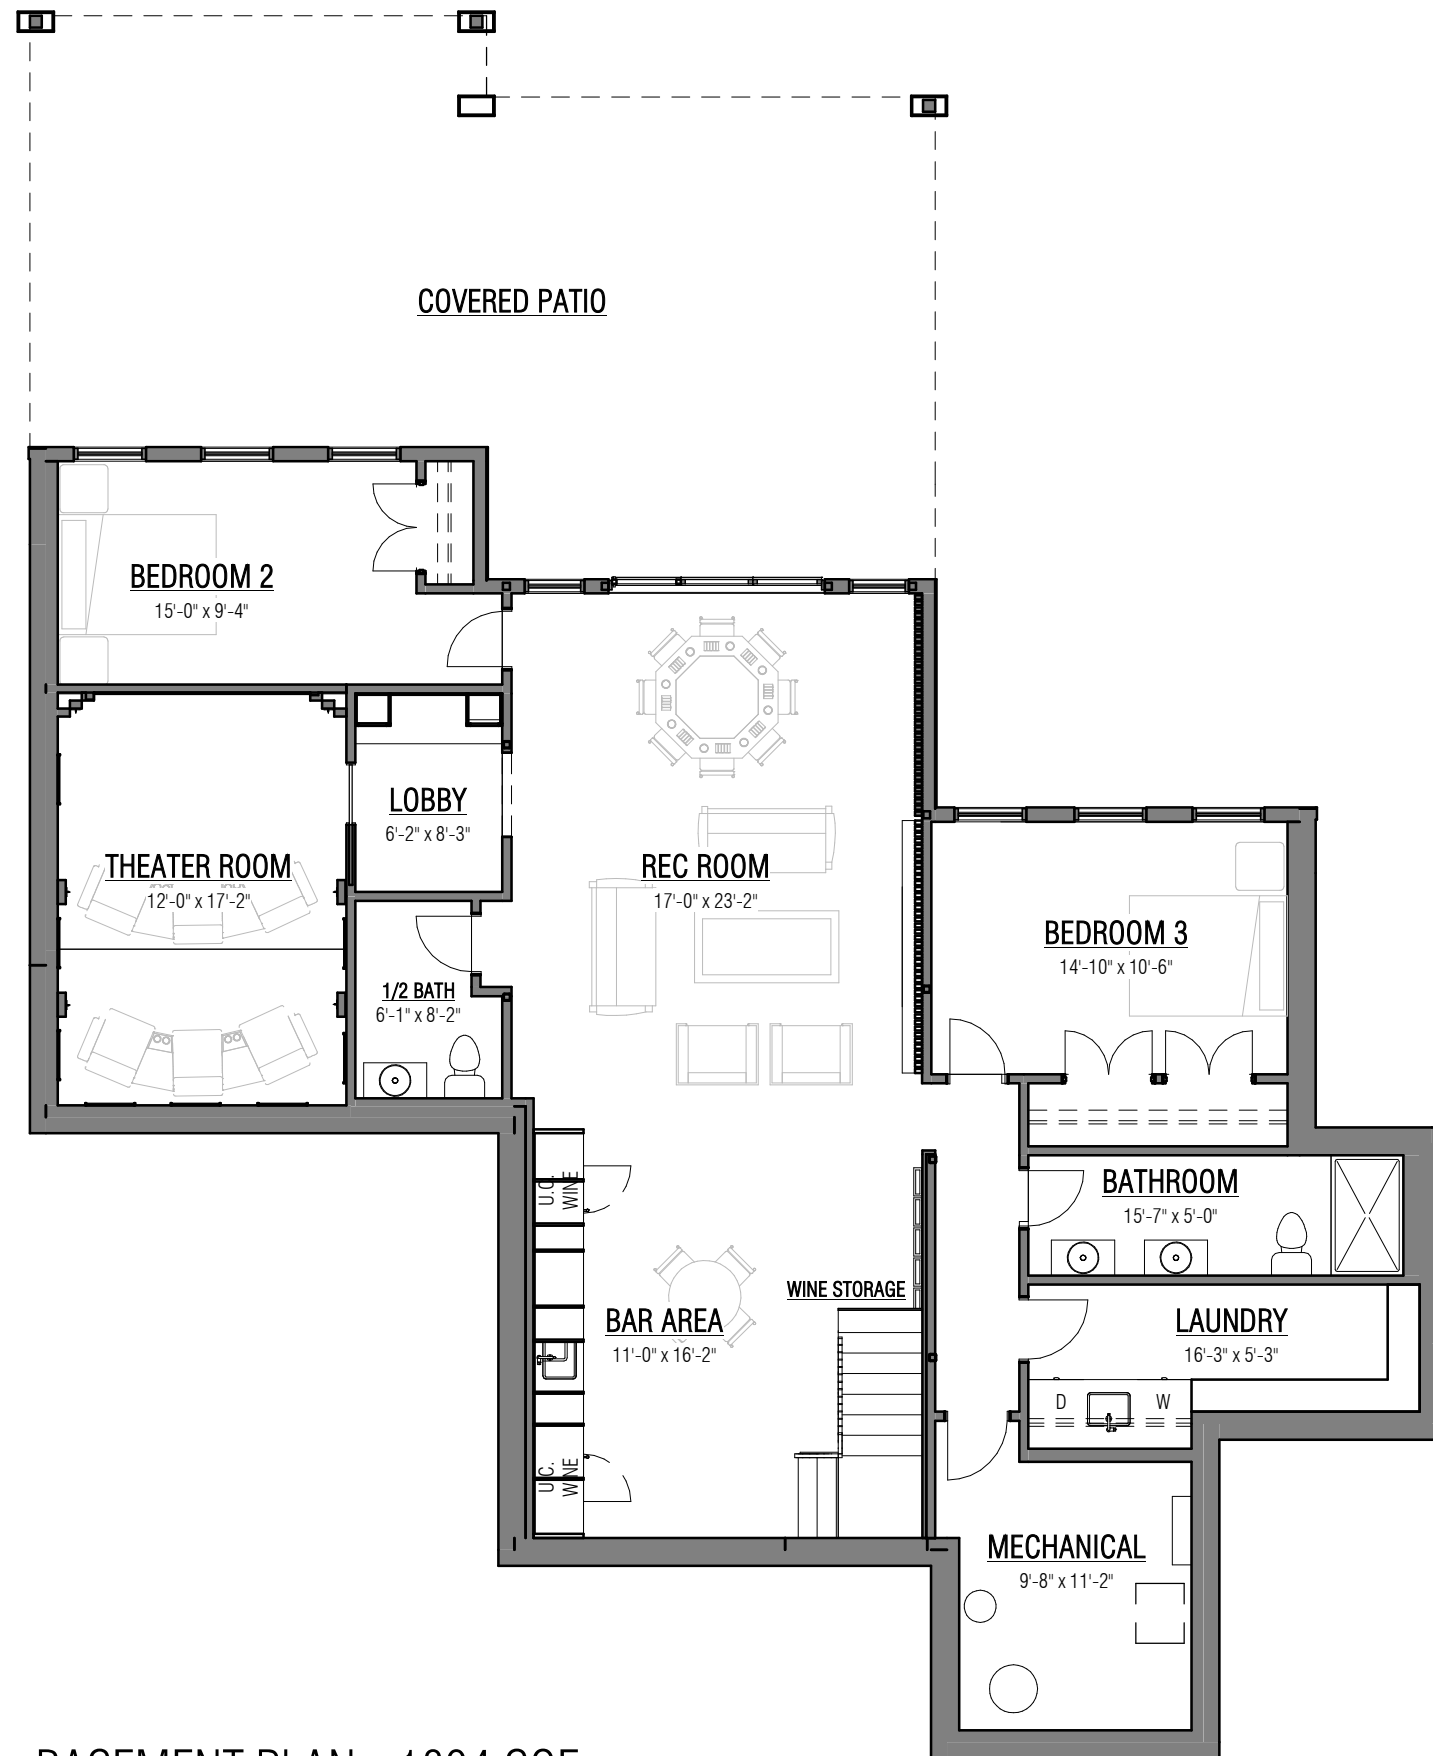 COVERED PATIO
BEDROOM 2
15'-0" x 9'-4"
LOBBY
6'-2" x 8'-3"
THEATER ROOM
12'-0" x 17'-2"
REC ROOM
17'-0" x 23'-2"
BEDROOM 3
14'-10" x 10'-6"
1/2 BATH
6'-1" x 8'-2"
U.C.
WINE
BATHROOM
15'-7" x 5'-0"
WINE STORAGE
BAR AREA
11'-0" x 16'-2"
LAUNDRY
16'-3" x 5'-3"
D
W
U.C.
WINE
MECHANICAL
9'-8" x 11'-2"
BASEMENT PLAN